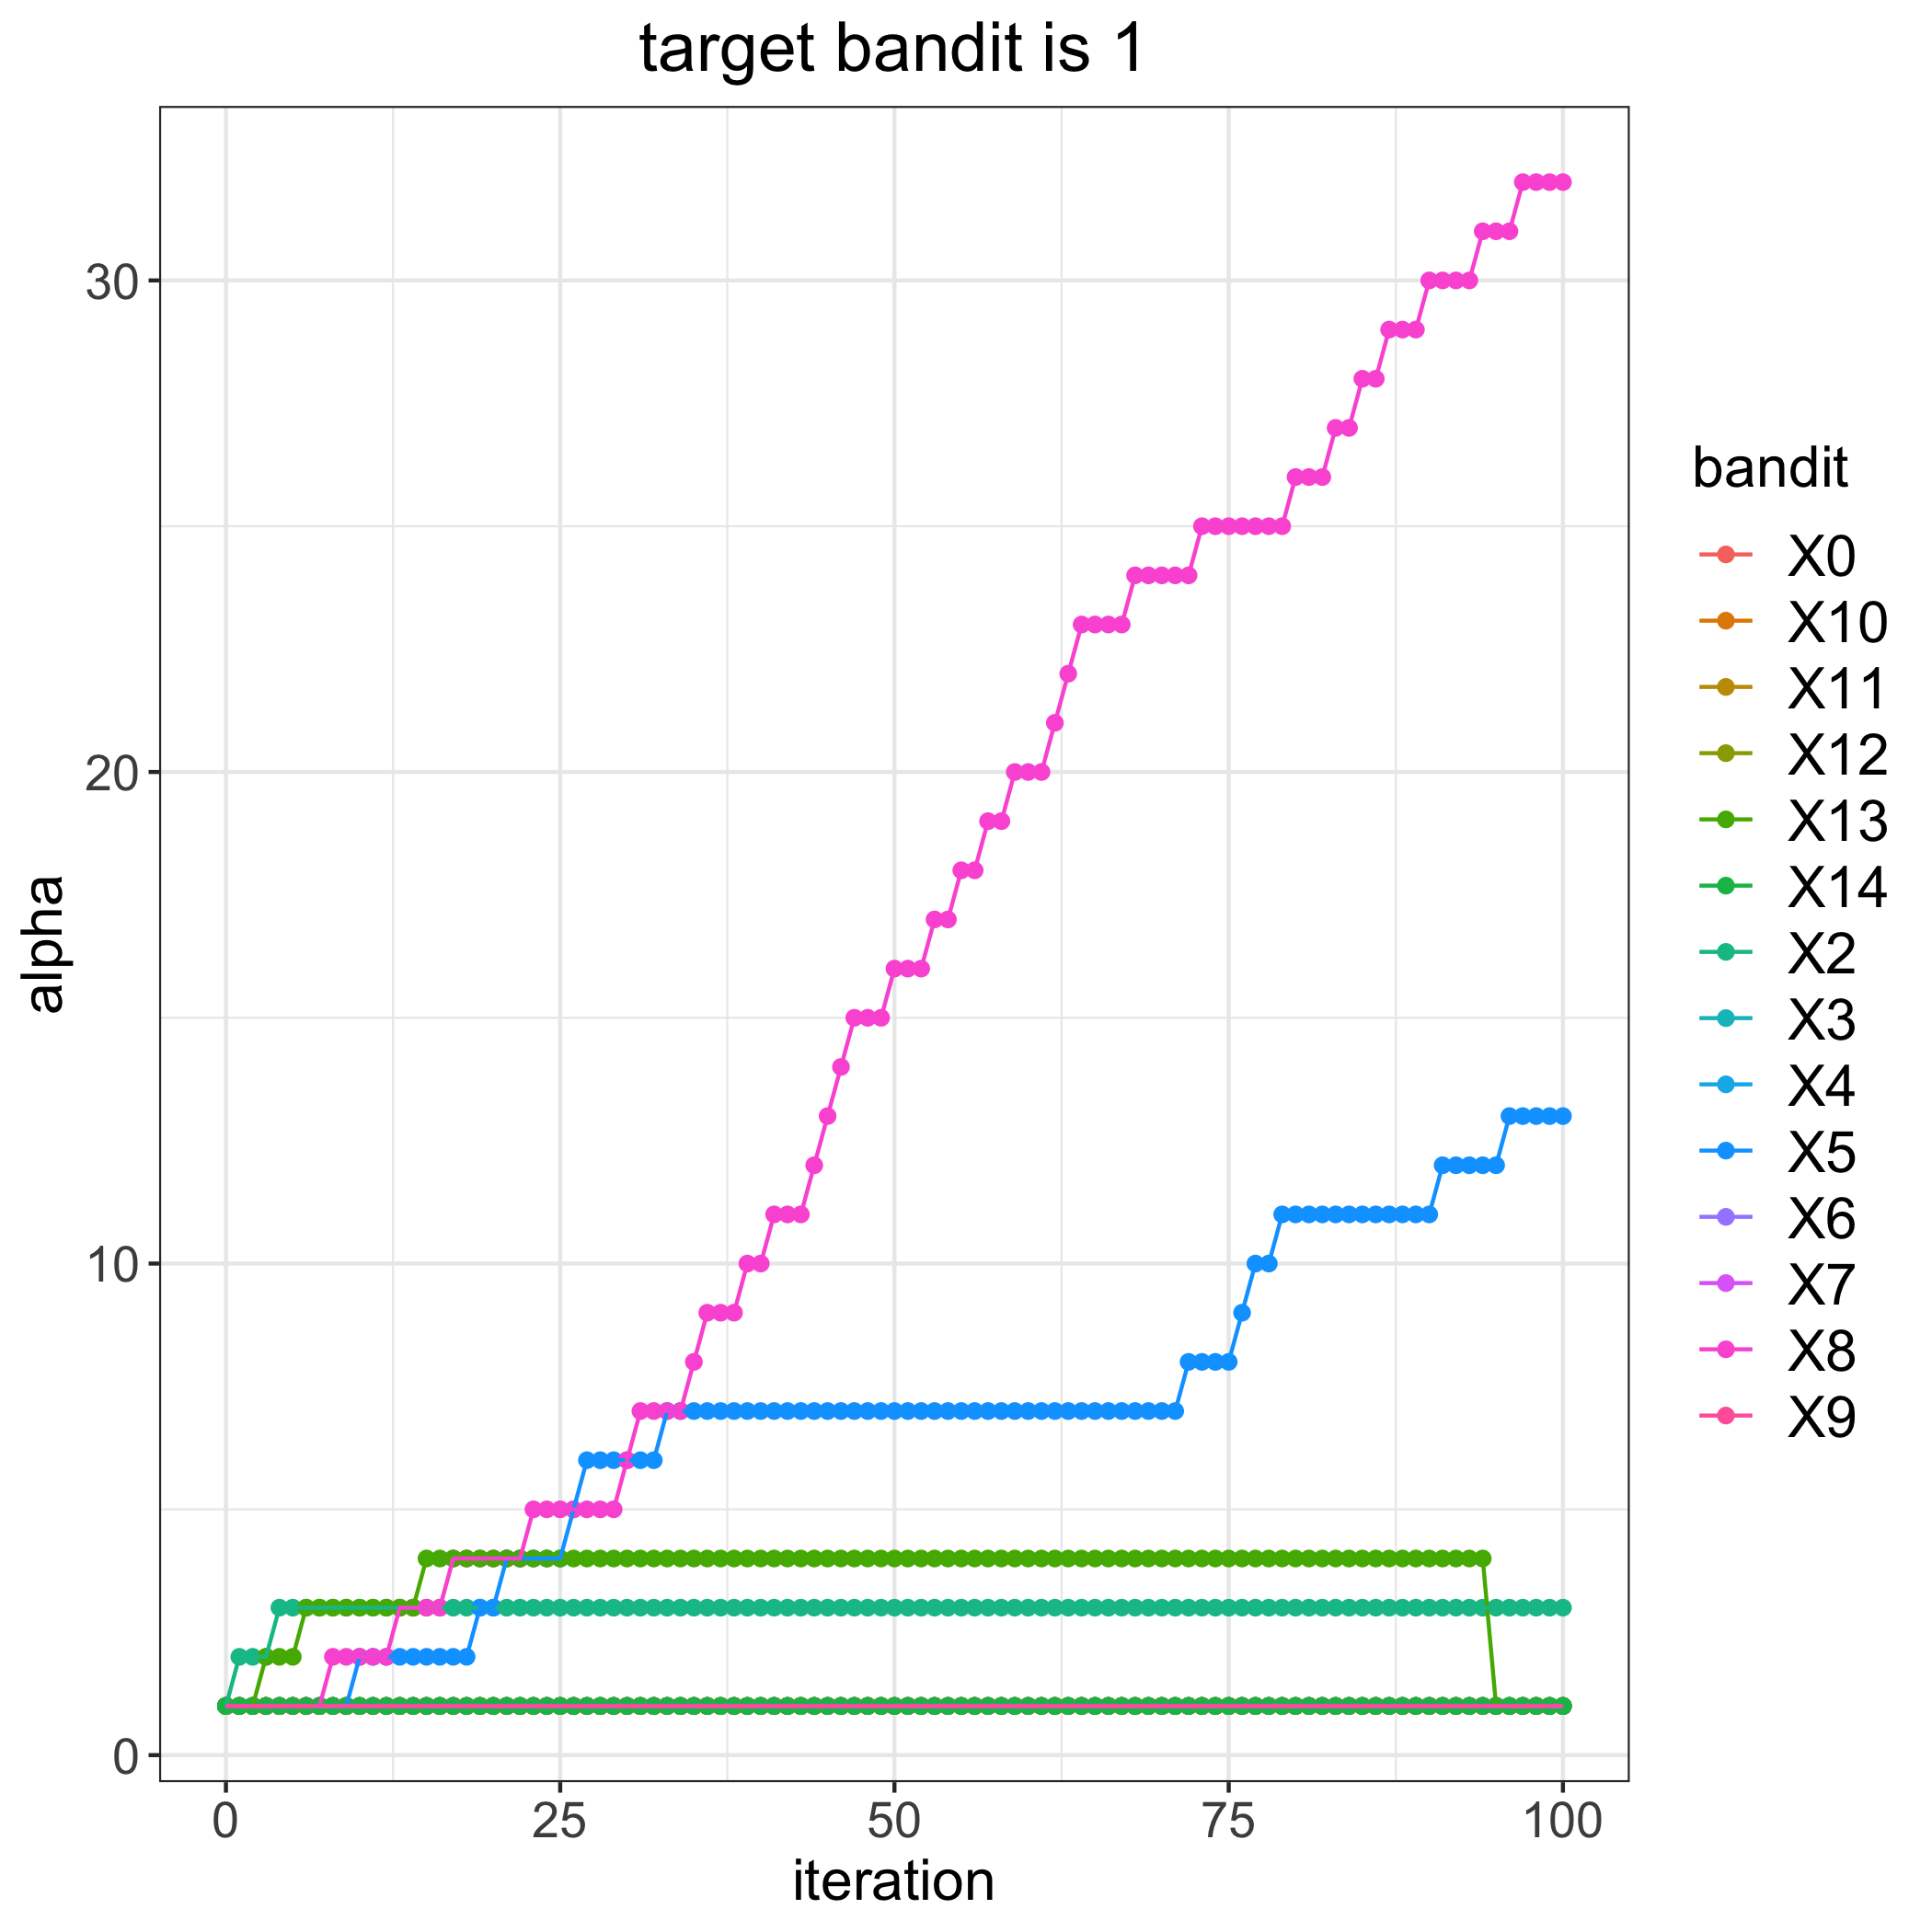 target bandit is 1
alpha
30
20
10
0
0
25
50
75
100
iteration
bandit
X0
X10
X11
X12
X13
X14
X2
X3
X4
X5
X6
X7
X8
X9